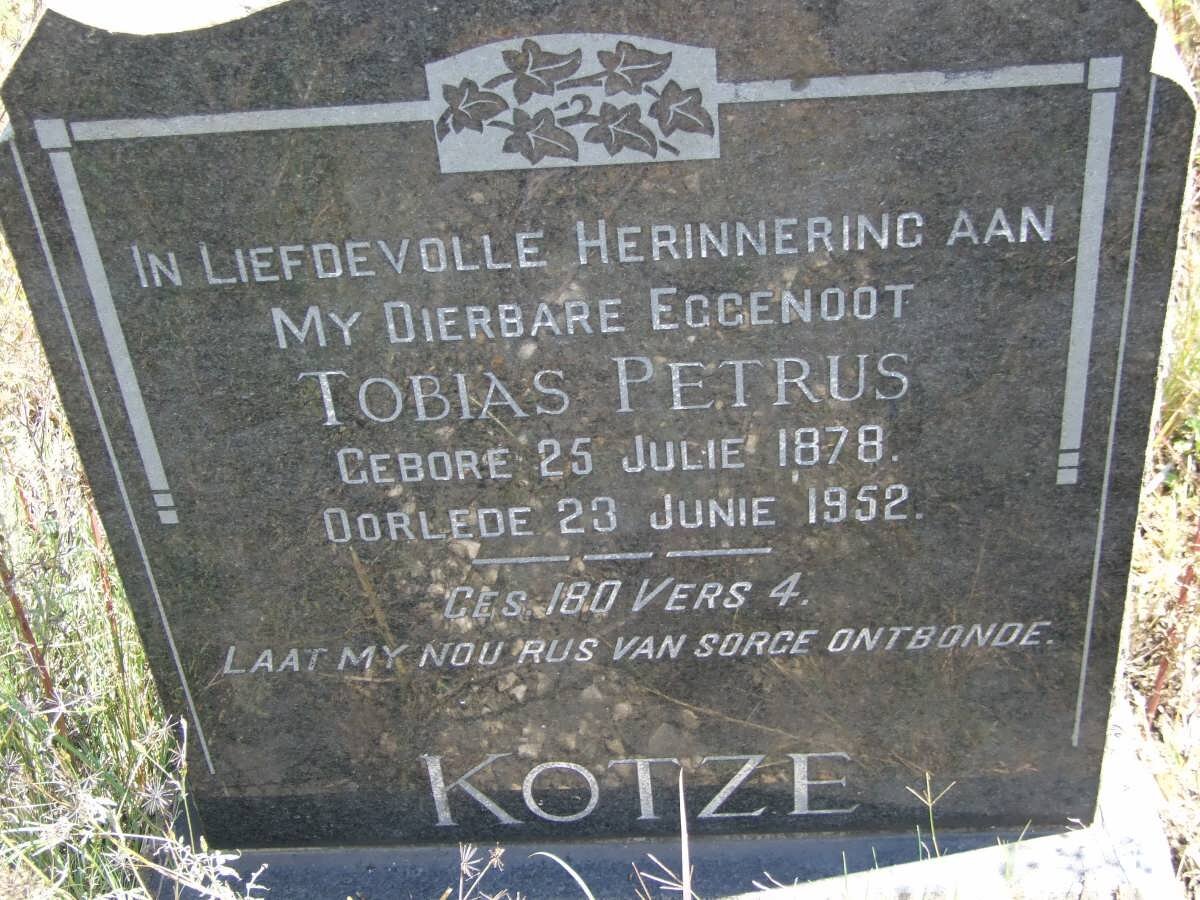 IN LIEFDEVOLLE HERINNERING AAN
MY DIERBARE EGGENOOT
TOBIAS PETRUS
GEBORE 25 JULIE 1878.
OORLEDE 23 JUNIE 1952.
GES. 180 VERS 4.
LAAT MY NOU RUS VAN SORGE ONTBONDE.
KOTZE